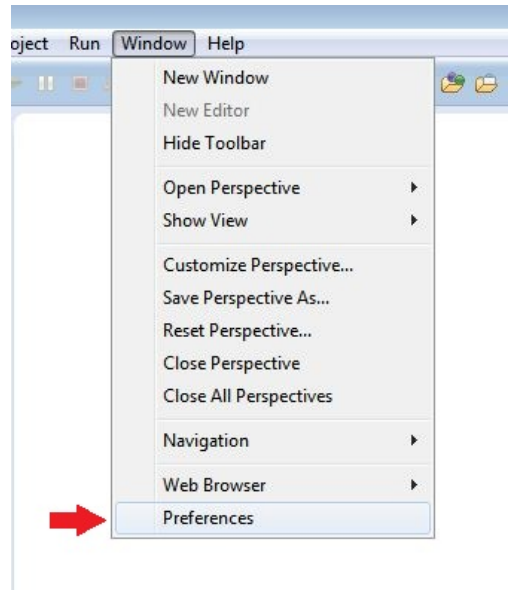 oject Run Window Help
New Window
New Editor
Hide Toolbar
Open Perspective
Show View
Customize Perspective...
Save Perspective As...
Reset Perspective...
Close Perspective
Close All Perspectives
Navigation
Web Browser
Preferences